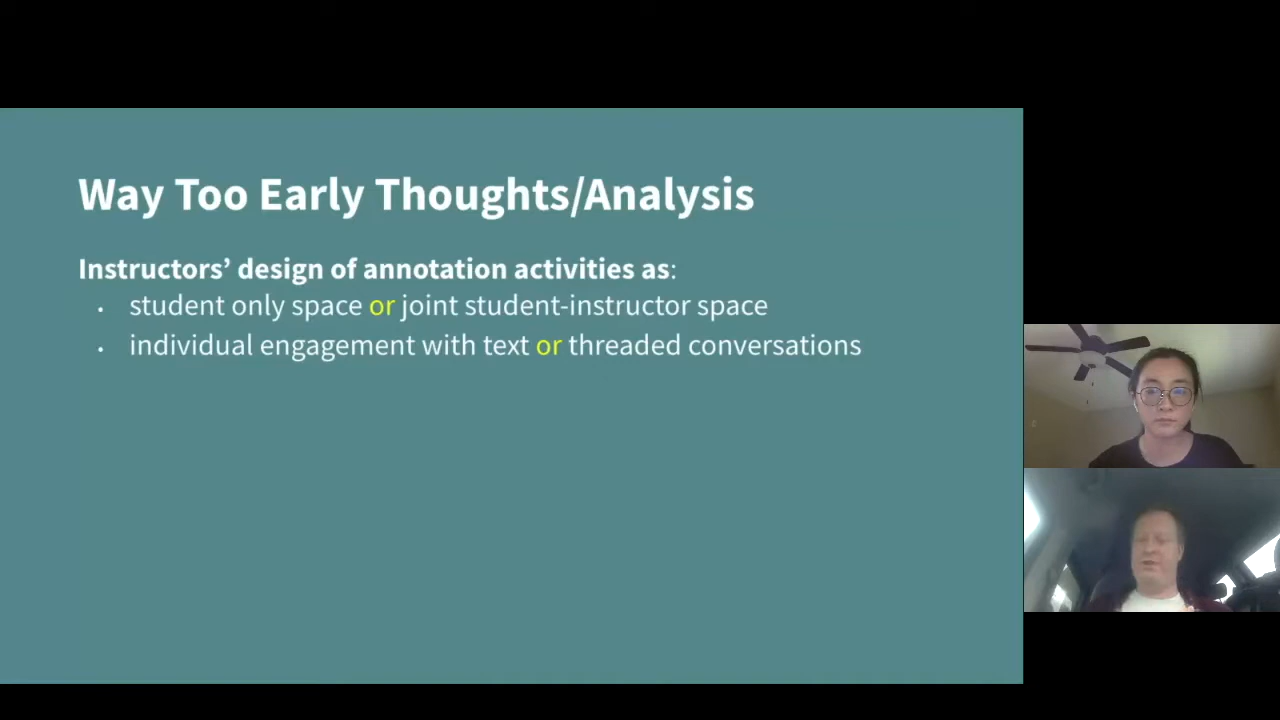 Way Too Early Thoughts/Analysis
Instructors’ design of annotation activities as:
• student only space or joint student-instructor space
• individual engagement with text or threaded conversations